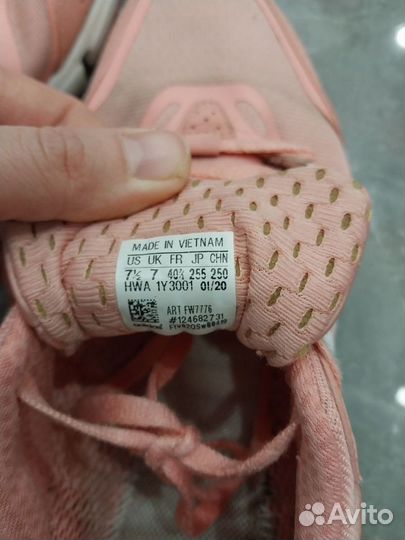 MADE IN VIETNAM
US UK FR JP CHN
7½ 7 40⅔ 255 250
HWA 1Y3001 01/20
ART FW7776
#124682731
adidas
Avito